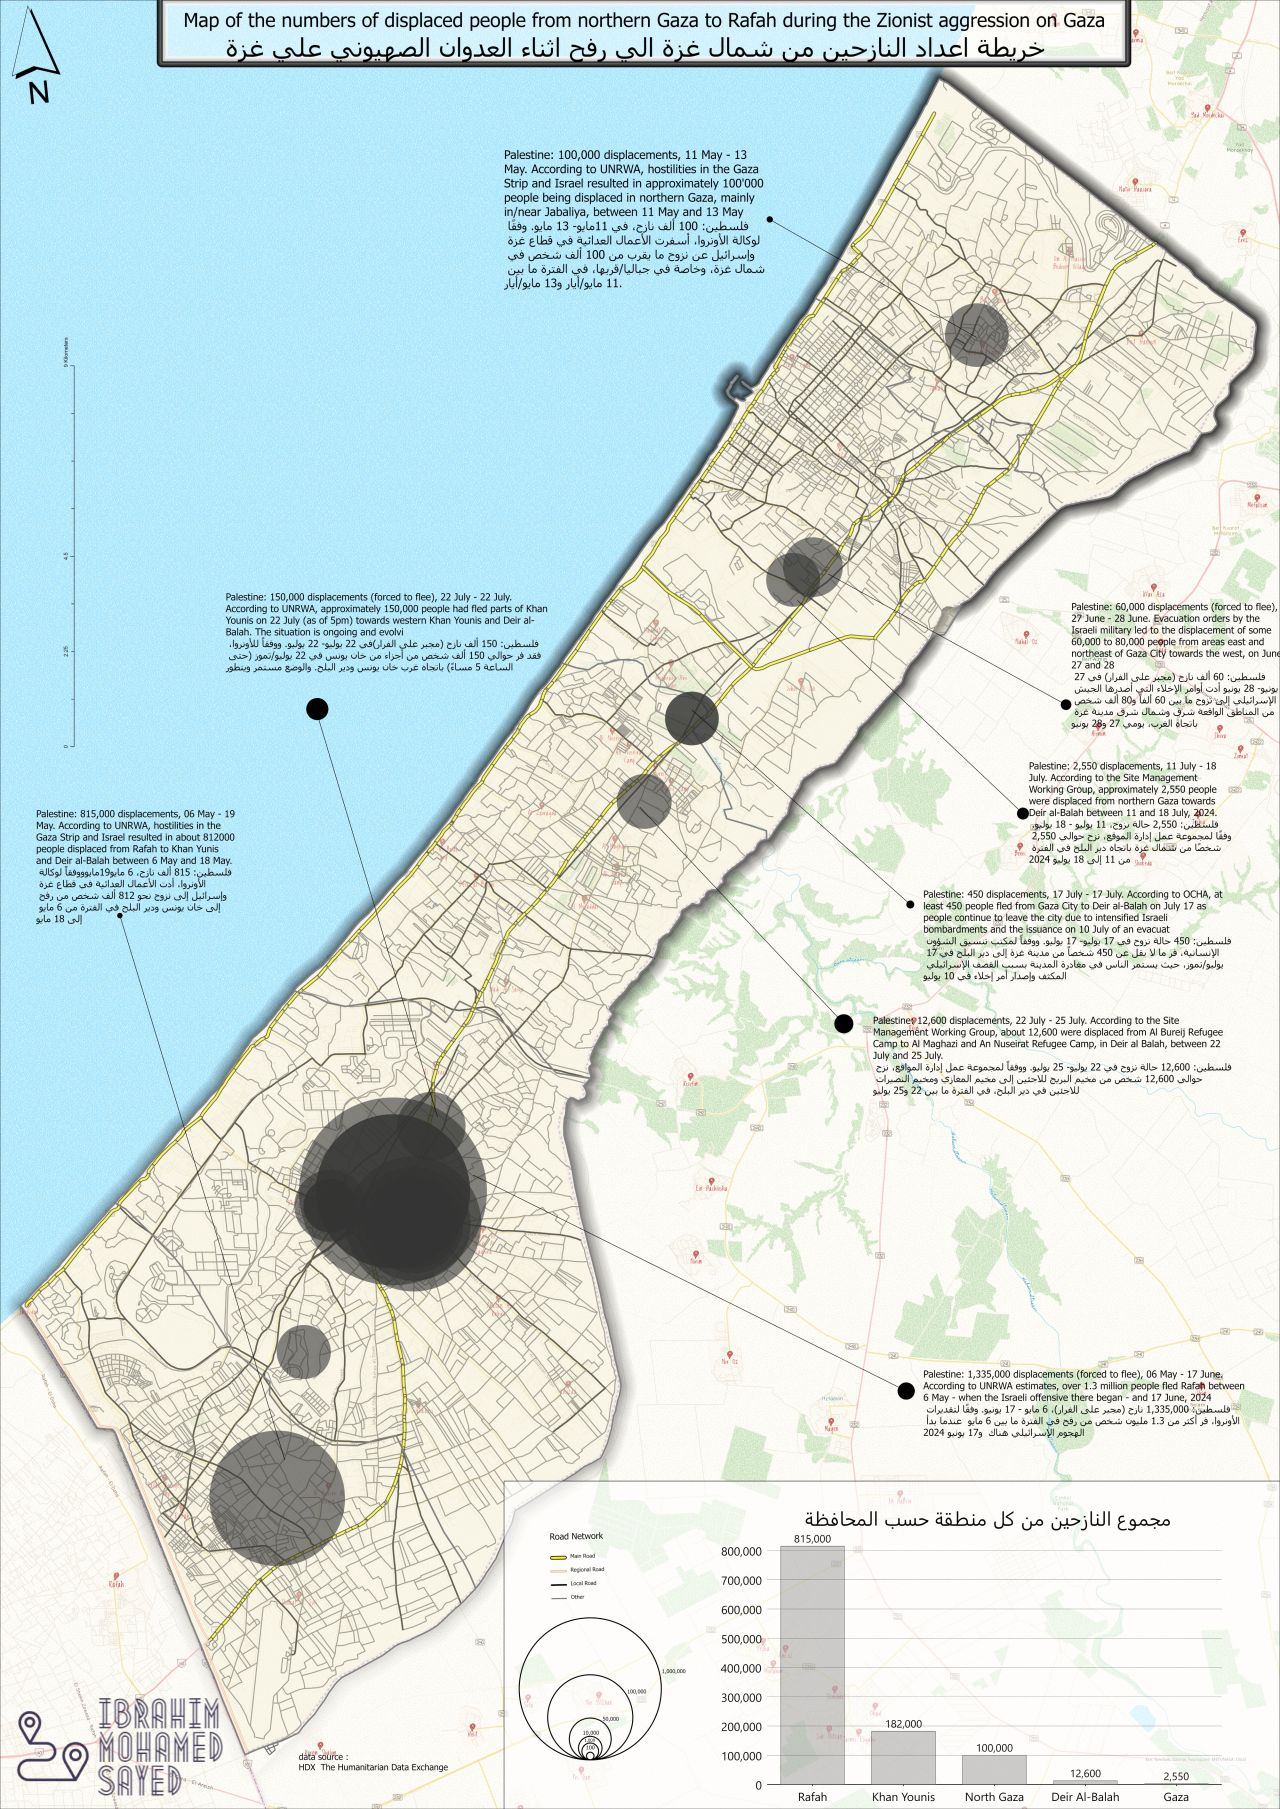 Map of the numbers of displaced people from northern Gaza to Rafah during the Zionist aggression on Gaza
خريطة اعداد النازحين من شمال غزة الي رفح اثناء العدوان الصهيوني علي غزة
N
Palestine: 100,000 displacements, 11 May - 13
May. According to UNRWA, hostilities in the Gaza
Strip and Israel resulted in approximately 100'000
people being displaced in northern Gaza, mainly
in/near Jabaliya, between 11 May and 13 May
فلسطين: 100 ألف نازح، في 11مايو- 13 مايو. وفقًا
لوكالة الأونروا، أسفرت الأعمال العدائية في قطاع غزة
وإسرائيل عن نزوح ما يقرب من 100 ألف شخص في
شمال غزة، وخاصة في جباليا/قربها، في الفترة ما بين
11 مايو/أيار و13 مايو/أيار.
9 Kilometers
4.5
2.25
0
Palestine: 150,000 displacements (forced to flee), 22 July - 22 July.
According to UNRWA, approximately 150,000 people had fled parts of Khan
Younis on 22 July (as of 5pm) towards western Khan Younis and Deir al-
Balah. The situation is ongoing and evolvi
فلسطين: 150 ألف نازح (مجبر على الفرار)في 22 يوليو- 22 يوليو. ووفقاً للأونروا،
فقد فر حوالي 150 ألف شخص من أجزاء من خان يونس في 22 يوليو/تموز (حتى
الساعة 5 مساءً) باتجاه غرب خان يونس ودير البلح. والوضع مستمر ويتطور
Palestine: 60,000 displacements (forced to flee),
27 June - 28 June. Evacuation orders by the
Israeli military led to the displacement of some
60,000 to 80,000 people from areas east and
northeast of Gaza City towards the west, on June
27 and 28
فلسطين: 60 ألف نازح (مجبر على الفرار) في 27
يونيو- 28 يونيو أدت أوامر الإخلاء التي أصدرها الجيش
الإسرائيلي إلى نزوح ما بين 60 ألفاً و80 ألف شخص
من المناطق الواقعة شرق وشمال شرق مدينة غزة
باتجاه الغرب، يومي 27 و28 يونيو
Palestine: 2,550 displacements, 11 July - 18
July. According to the Site Management
Working Group, approximately 2,550 people
were displaced from northern Gaza towards
Deir al-Balah between 11 and 18 July, 2024.
فلسطين: 2,550 حالة نزوح، 11 يوليو - 18 يوليو.
وفقًا لمجموعة عمل إدارة الموقع، نزح حوالي 2,550
شخصًا من شمال غزة باتجاه دير البلح في الفترة
من 11 إلى 18 يوليو 2024
Palestine: 815,000 displacements, 06 May - 19
May. According to UNRWA, hostilities in the
Gaza Strip and Israel resulted in about 812000
people displaced from Rafah to Khan Yunis
and Deir al-Balah between 6 May and 18 May.
فلسطين: 815 ألف نازح، 6 مايو19مايوووفقاً لوكالة
الأونروا، أدت الأعمال العدائية في قطاع غزة
وإسرائيل إلى نزوح نحو 812 ألف شخص من رفح
إلى خان يونس ودير البلح في الفترة من 6 مايو
إلى 18 مايو
Palestine: 450 displacements, 17 July - 17 July. According to OCHA, at
least 450 people fled from Gaza City to Deir al-Balah on July 17 as
people continue to leave the city due to intensified Israeli
bombardments and the issuance on 10 July of an evacuat
فلسطين: 450 حالة نزوح في 17 يوليو- 17 يوليو. ووفقاً لمكتب تنسيق الشؤون
الإنسانية، فر ما لا يقل عن 450 شخصاً من مدينة غزة إلى دير البلح في 17
يوليو/تموز، حيث يستمر الناس في مغادرة المدينة بسبب القصف الإسرائيلي
المكثف وإصدار أمر إخلاء في 10 يوليو
Palestine: 12,600 displacements, 22 July - 25 July. According to the Site
Management Working Group, about 12,600 were displaced from Al Bureij Refugee
Camp to Al Maghazi and An Nuseirat Refugee Camp, in Deir al Balah, between 22
July and 25 July.
فلسطين: 12,600 حالة نزوح في 22 يوليو- 25 يوليو. ووفقاً لمجموعة عمل إدارة المواقع، نزح
حوالي 12,600 شخص من مخيم البريج للاجئين إلى مخيم المغازي ومخيم النصيرات
للاجئين في دير البلح، في الفترة ما بين 22 و25 يوليو
Palestine: 1,335,000 displacements (forced to flee), 06 May - 17 June.
According to UNRWA estimates, over 1.3 million people fled Rafah between
6 May - when the Israeli offensive there began - and 17 June, 2024
فلسطين: 1,335,000 نازح (مجبر على الفرار)، 6 مايو - 17 يونيو. وفقًا لتقديرات
الأونروا، فر أكثر من 1.3 مليون شخص من رفح في الفترة ما بين 6 مايو عندما بدأ
الهجوم الإسرائيلي هناك و17 يونيو 2024
Road Network
Main Road
Regional Road
Local Road
Other
1,000,000
100,000
50,000
10,000
100
مجموع النازحين من كل منطقة حسب المحافظة
800,000
700,000
600,000
500,000
400,000
300,000
200,000
100,000
0
815,000
182,000
100,000
12,600
2,550
Rafah
Khan Younis
North Gaza
Deir Al-Balah
Gaza
IBRAHIM
MOHAMED
SAYED
data source :
HDX The Humanitarian Data Exchange